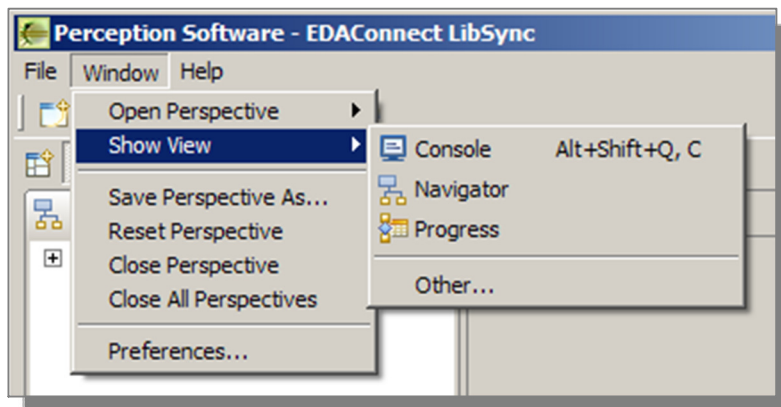 Perception Software - EDAConnect LibSync
File Window Help
Open Perspective
Show View
Console Alt+Shift+Q, C
Navigator
Progress
Other...
Save Perspective As...
Reset Perspective
Close Perspective
Close All Perspectives
Preferences...